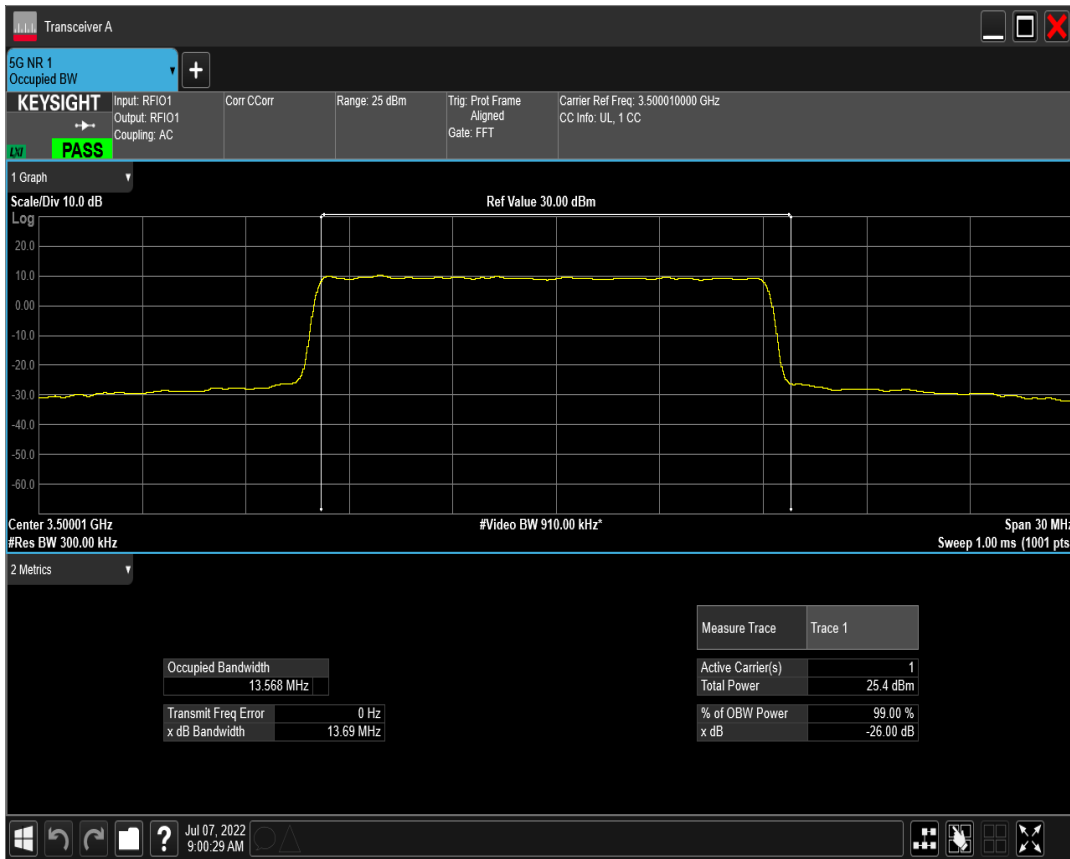 Transceiver A
5G NR 1
Occupied BW
KEYSIGHT
LXI
PASS
Input: RFIO1
Output: RFIO1
Coupling: AC
Corr CCorr
Range: 25 dBm
Trig: Prot Frame
Aligned
Gate: FFT
Carrier Ref Freq: 3.500010000 GHz
CC Info: UL, 1 CC
1 Graph
Scale/Div 10.0 dB
Ref Value 30.00 dBm
Log
20.0
10.0
0.00
-10.0
-20.0
-30.0
-40.0
-50.0
-60.0
Center 3.50001 GHz
#Video BW 910.00 kHz*
Span 30 MHz
#Res BW 300.00 kHz
Sweep 1.00 ms (1001 pts
2 Metrics
Measure Trace Trace 1
Occupied Bandwidth
13.568 MHz
Active Carrier(s) 1
Total Power 25.4 dBm
Transmit Freq Error 0 Hz
x dB Bandwidth 13.69 MHz
% of OBW Power 99.00 %
x dB -26.00 dB
?
Jul 07, 2022
9:00:29 AM